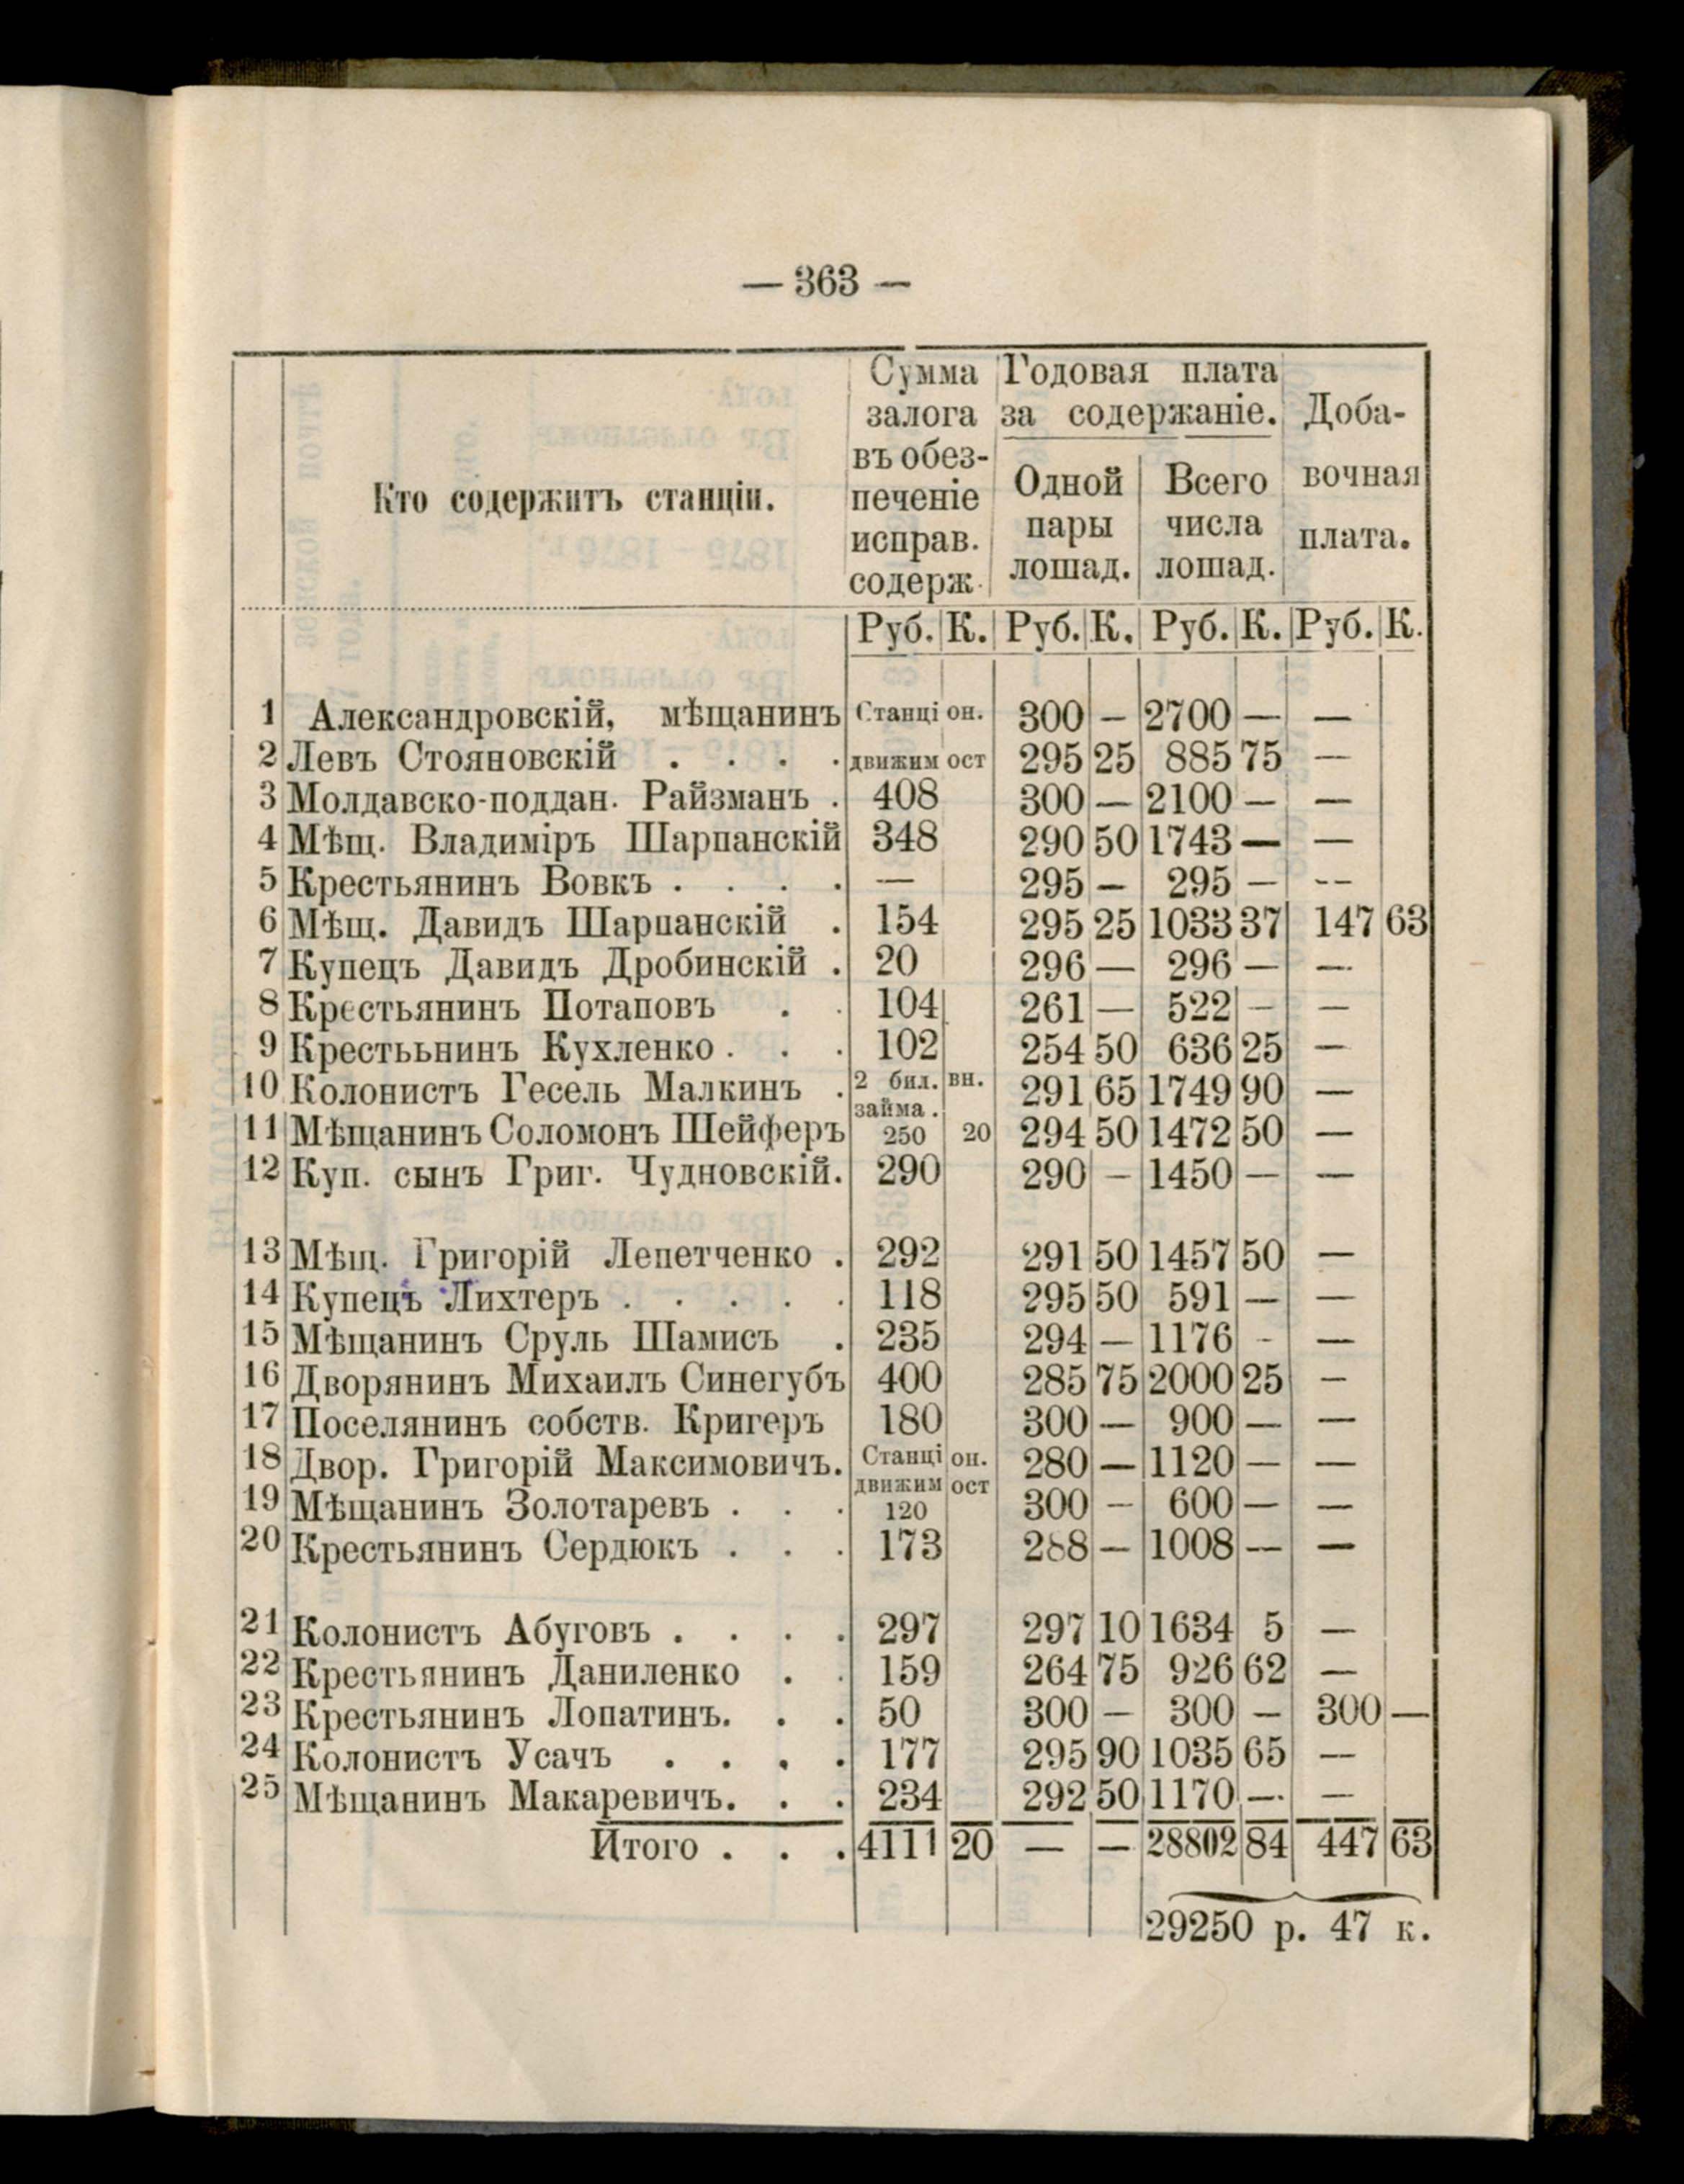 — 363 —
Кто содержитъ станціи.
Сумма залога въ обез- печеніе исправ. содерж.
Годовая плата за содержаніе.
Одной пары лошад.
Всего числа лошад.
Доба- вочная плата.
Руб. К. Руб. К. Руб. К. Руб. К.
1 Александровскій, мѣщанинъ Станці он. 300 — 2700 — —
2 Левъ Стояновскій . . . . движим ост 295 25 885 75 —
3 Молдавско-поддан. Райзманъ . 408 300 — 2100 — —
4 Мѣщ. Владиміръ Шарпанскій 348 290 50 1743 — —
5 Крестьянинъ Вовкъ . . . . — 295 — 295 — --
6 Мѣщ. Давидъ Шарпанскій . 154 295 25 1033 37 147 63
7 Купецъ Давидъ Дробинскій . 20 296 — 296 — —
8 Крестьянинъ Потаповъ . . 104 261 — 522 — —
9 Крестььнинъ Кухленко . . . 102 254 50 636 25 —
10 Колонистъ Гесель Малкинъ . 2 бил. вн. займа . 291 65 1749 90 —
11 Мѣщанинъ Соломонъ Шейферъ 250 20 294 50 1472 50 —
12 Куп. сынъ Григ. Чудновскій. 290 290 — 1450 — —
13 Мѣщ. Григорій Лепетченко . 292 291 50 1457 50 —
14 Купецъ Лихтеръ . . . . . 118 295 50 591 — —
15 Мѣщанинъ Сруль Шамисъ . 235 294 — 1176 - —
16 Дворянинъ Михаилъ Синегубъ 400 285 75 2000 25 —
17 Поселянинъ собств. Кригеръ 180 300 — 900 — —
18 Двор. Григорій Максимовичъ. Станці он. движим ост 280 — 1120 — —
19 Мѣщанинъ Золотаревъ . . . 120 300 — 600 — —
20 Крестьянинъ Сердюкъ . . . 173 288 — 1008 — —
21 Колонистъ Абуговъ . . . . 297 297 10 1634 5 —
22 Крестьянинъ Даниленко . . 159 264 75 926 62 —
23 Крестьянинъ Лопатинъ. . . 50 300 — 300 — 300 —
24 Колонистъ Усачъ . . . . 177 295 90 1035 65 —
25 Мѣщанинъ Макаревичъ. . . 234 292 50 1170 — —
Итого . . . 4111 20 — — 28802 84 447 63
29250 р. 47 к.